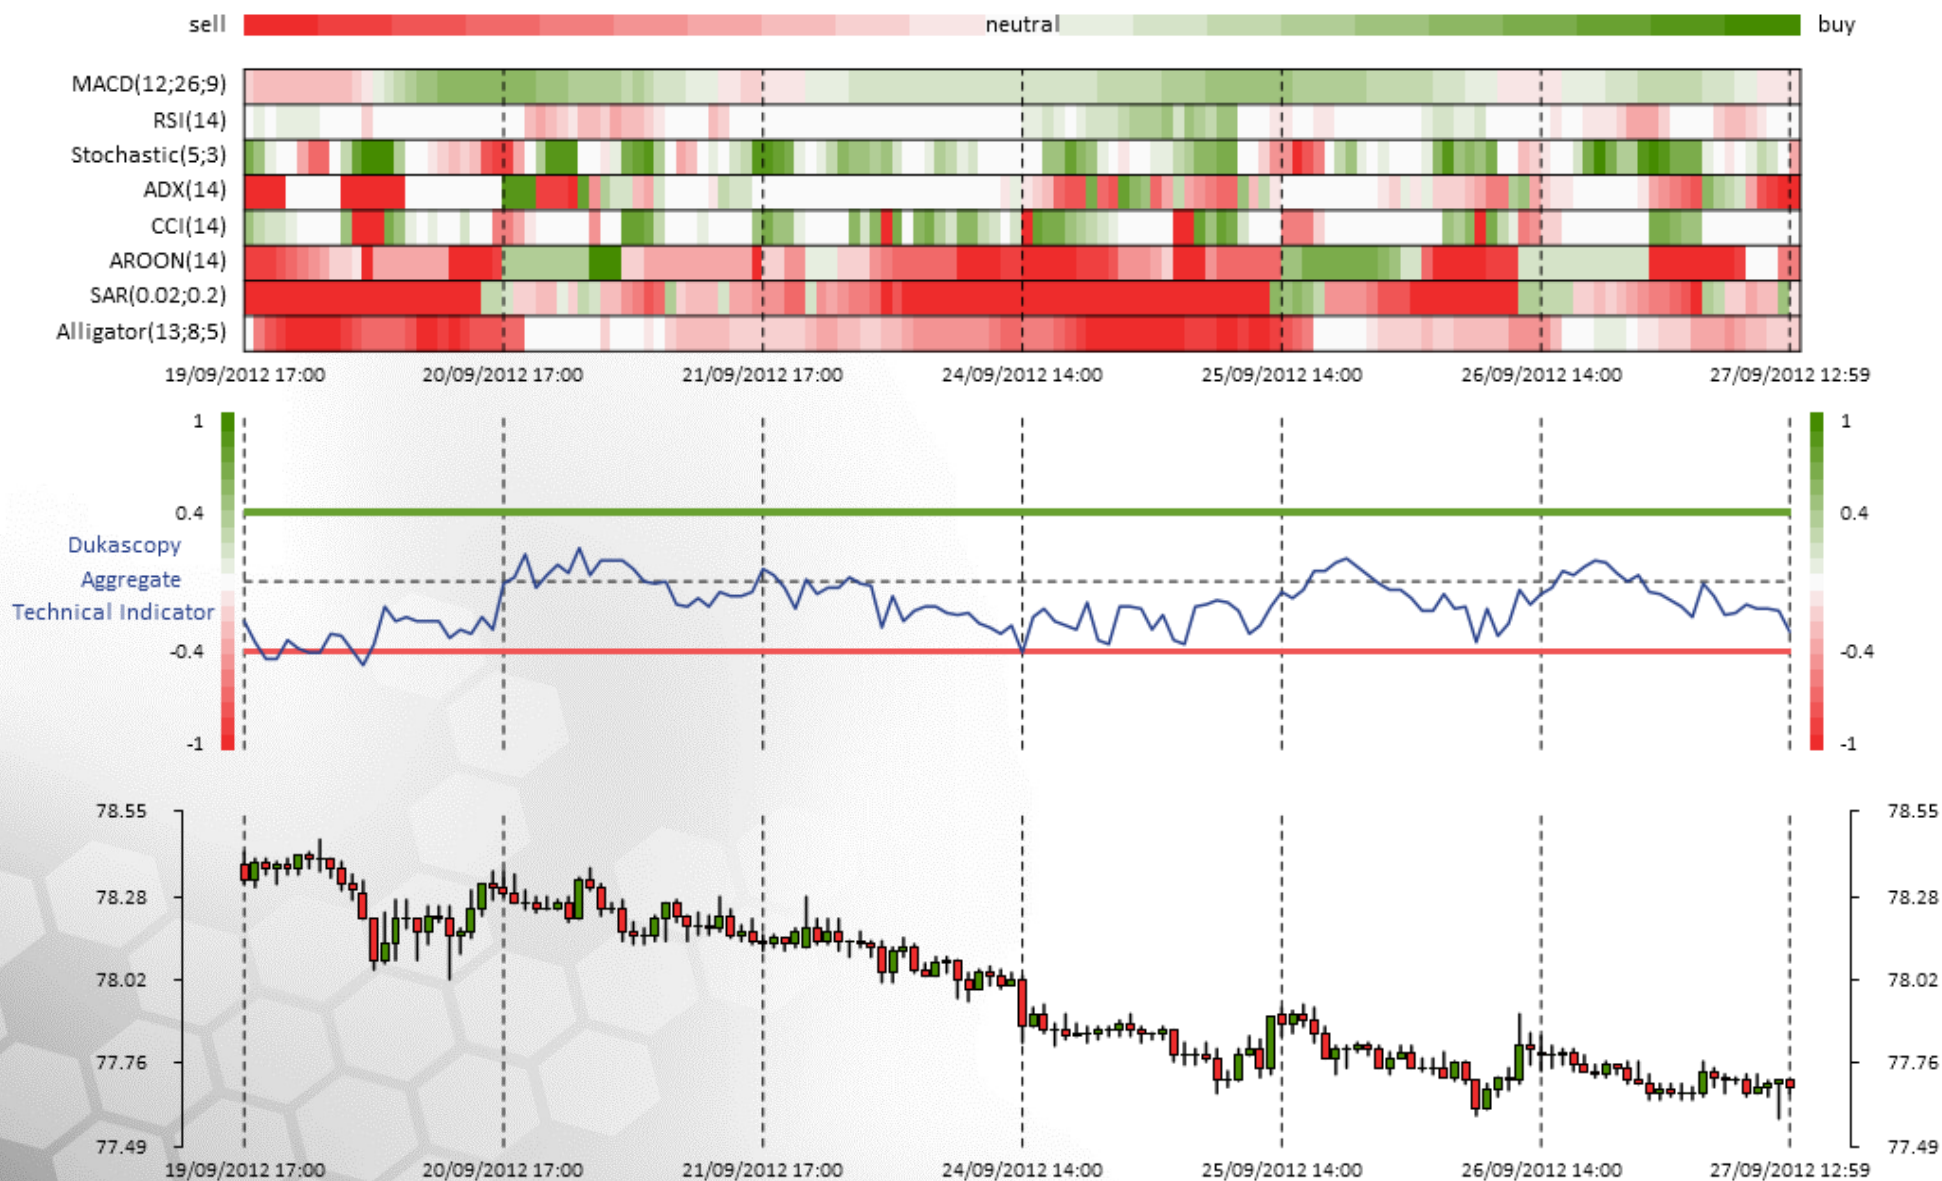 sell neutral buy
MACD(12;26;9)
RSI(14)
Stochastic(5;3)
ADX(14)
CCI(14)
AROON(14)
SAR(0.02;0.2)
Alligator(13;8;5)
19/09/2012 17:00 20/09/2012 17:00 21/09/2012 17:00 24/09/2012 14:00 25/09/2012 14:00 26/09/2012 14:00 27/09/2012 12:59
1 1
0.4 0.4
Dukascopy
Aggregate
Technical Indicator
-0.4 -0.4
-1 -1
78.55 78.55
78.28 78.28
78.02 78.02
77.76 77.76
77.49 77.49
19/09/2012 17:00 20/09/2012 17:00 21/09/2012 17:00 24/09/2012 14:00 25/09/2012 14:00 26/09/2012 14:00 27/09/2012 12:59